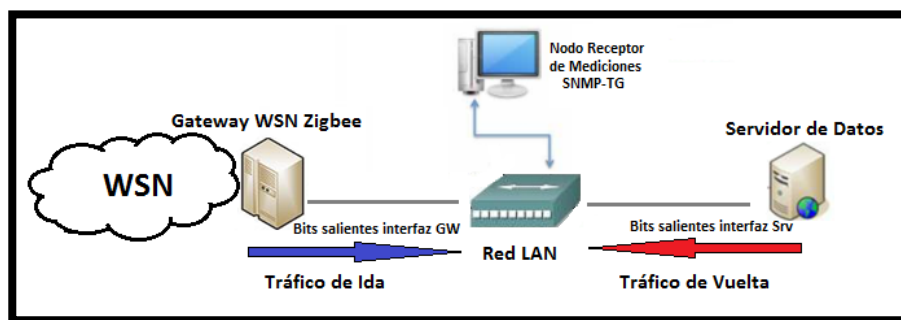 Nodo Receptor
de Mediciones
SNMP-TG
Gateway WSN Zigbee
Servidor de Datos
WSN
Bits salientes interfaz GW
Bits salientes interfaz Srv
Red LAN
Tráfico de Ida
Tráfico de Vuelta